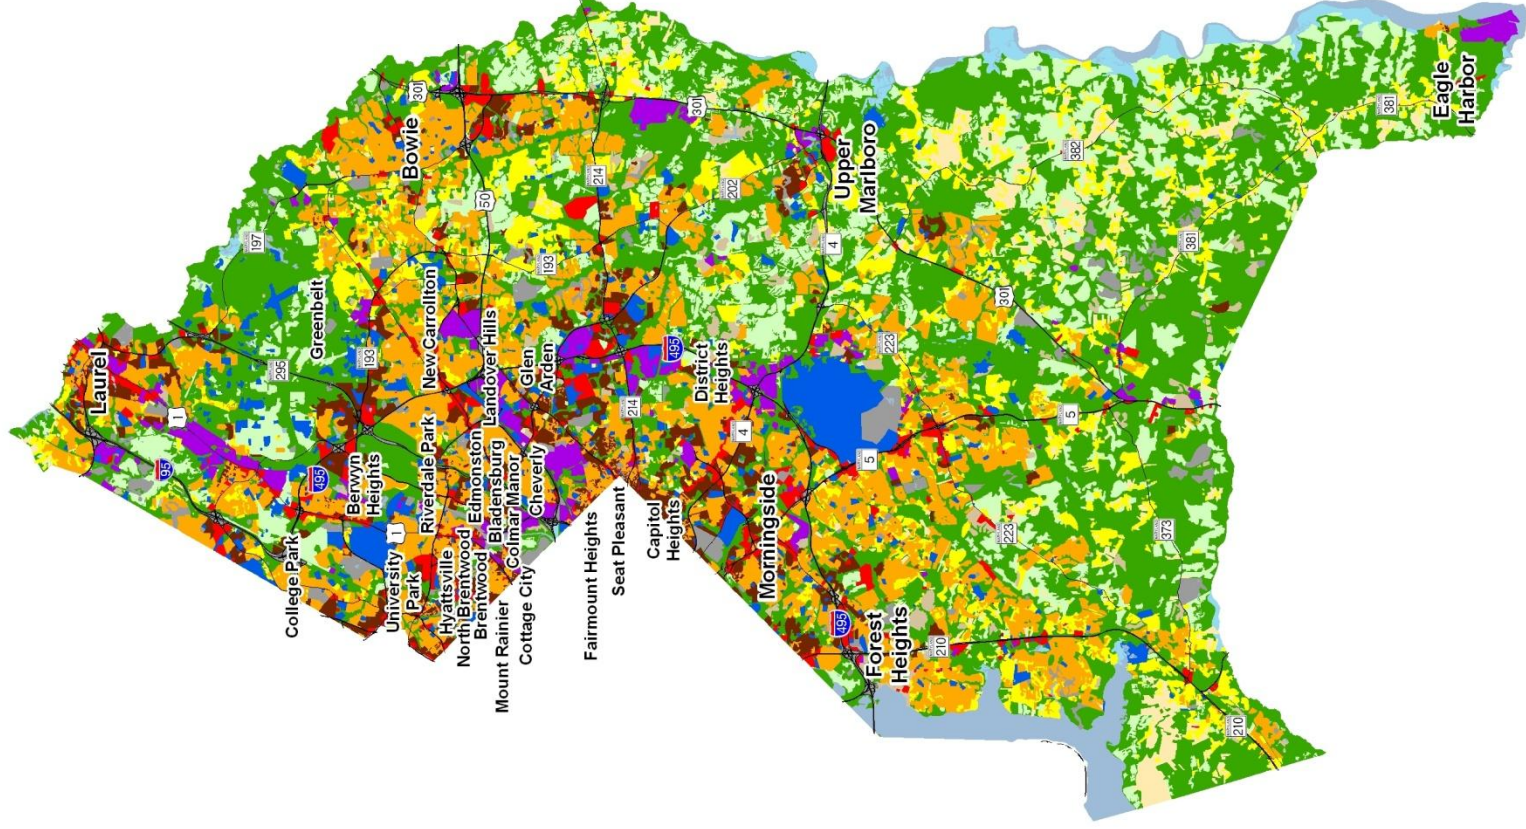 Laurel
95
1
197
295
College Park
Greenbelt
495
Berwyn
Heights
193
University
Park
1
Bowie
301
Riverdale Park
New Carrollton
Hyattsville
North Brentwood
Edmonston
Brentwood
50
Landover Hills
Badensburg
Mount Rainier
Colmar Manor
Cottage City
Glen
Arden
Cheverly
193
Fairmount Heights
214
Seat Pleasant
214
Capitol
Heights
495
District
Heights
301
202
4
Morningside
4
495
Upper
Marlboro
5
Forest
Heights
223
210
301
223
5
382
373
381
210
381
Eagle
Harbor